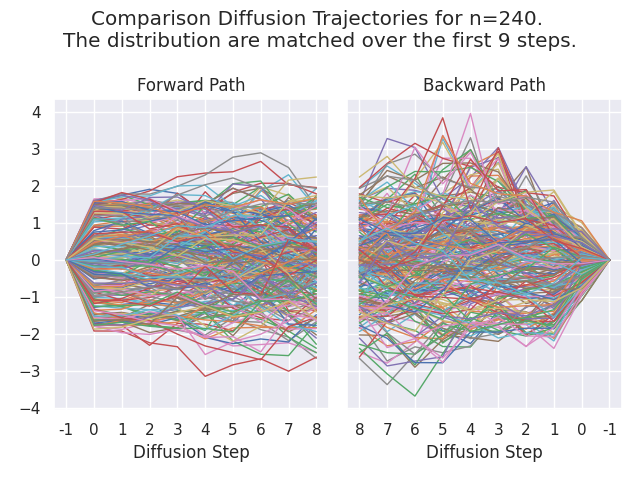 Comparison Diffusion Trajectories for n=240.
The distribution are matched over the first 9 steps.
Forward Path
Backward Path
4
3
2
1
0
−1
−2
−3
−4
-1 0 1 2 3 4 5 6 7 8
8 7 6 5 4 3 2 1 0 -1
Diffusion Step
Diffusion Step